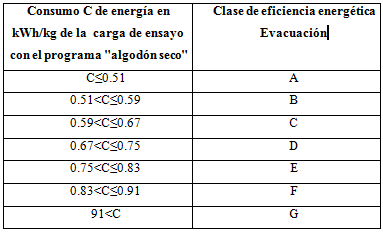 Consumo C de energía en Clase de eficiencia energética
kWh/kg de la carga de ensayo Evacuación
con el programa "algodón seco"
C≤0.51 A
0.51<C≤0.59 B
0.59<C≤0.67 C
0.67<C≤0.75 D
0.75<C≤0.83 E
0.83<C≤0.91 F
91<C G